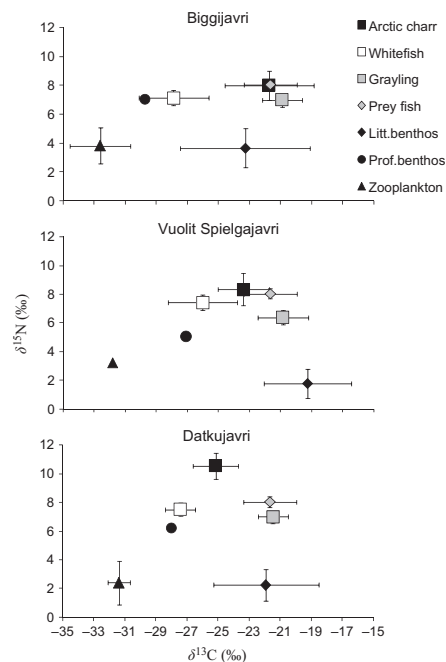 Biggijavri
12
10
8
6
4
2
0
Arctic charr
Whitefish
Grayling
Prey fish
Litt.benthos
Prof.benthos
Zooplankton
Vuolit Spielgajavri
δ15N (‰)
12
10
8
6
4
2
0
Datkujavri
12
10
8
6
4
2
0
–35 –33 –31 –29 –27 –25 –23 –21 –19 –17 –15
δ13C (‰)